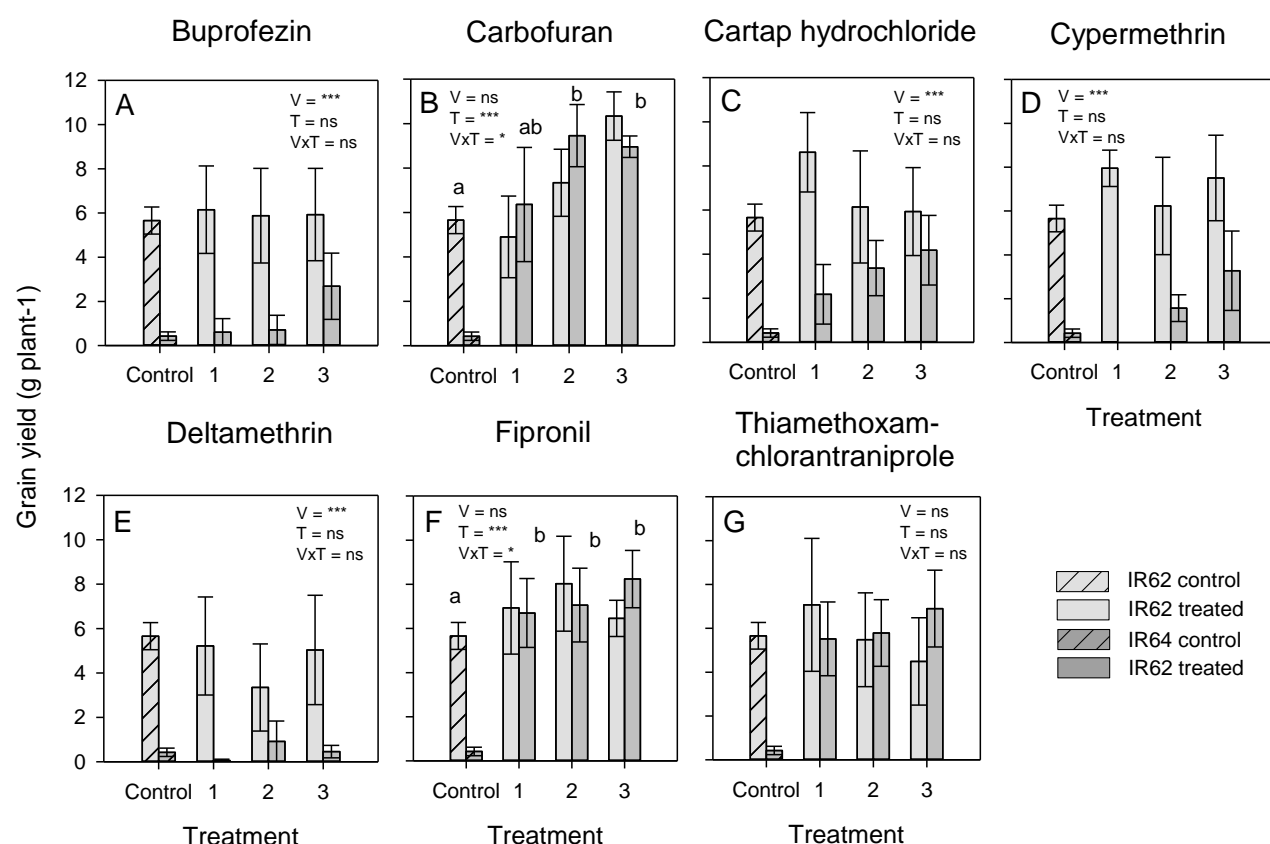 Buprofezin
Carbofuran
Cartap hydrochloride
Cypermethrin
Grain yield (g plant-1)
12
10
8
6
4
2
0
A
V = ***
T = ns
VxT = ns
Control 1 2 3
B
V = ns
T = ***
VxT = *
a
ab
b
b
Control 1 2 3
C
V = ***
T = ns
VxT = ns
Control 1 2 3
D
V = ***
T = ns
VxT = ns
Control 1 2 3
Treatment
Deltamethrin
Fipronil
Thiamethoxam-
chlorantraniprole
12
10
8
6
4
2
0
E
V = ***
T = ns
VxT = ns
Control 1 2 3
Treatment
F
V = ns
T = ***
VxT = *
a
b
b
b
Control 1 2 3
Treatment
G
V = ns
T = ns
VxT = ns
Control 1 2 3
Treatment
IR62 control
IR62 treated
IR64 control
IR62 treated